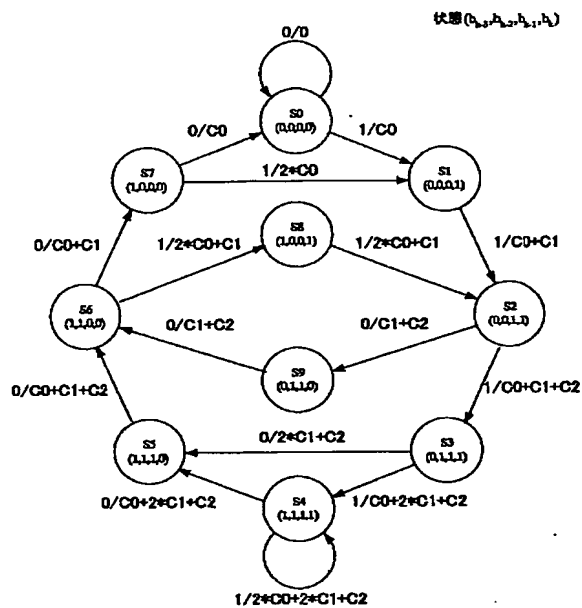 状態(bk-3,bk-2,bk-1,bk)
0/0
S0
(0,0,0,0)
0/C0
1/C0
S7
(1,0,0,0)
1/2*C0
S1
(0,0,0,1)
0/C0+C1
1/2*C0+C1
S8
(1,0,0,1)
1/2*C0+C1
1/C0+C1
S6
(1,1,0,0)
0/C1+C2
0/C1+C2
S2
(0,0,1,1)
S9
(0,1,1,0)
0/C0+C1+C2
1/C0+C1+C2
0/2*C1+C2
S5
(1,1,1,0)
S3
(0,1,1,1)
0/C0+2*C1+C2
S4
(1,1,1,1)
1/C0+2*C1+C2
1/2*C0+2*C1+C2